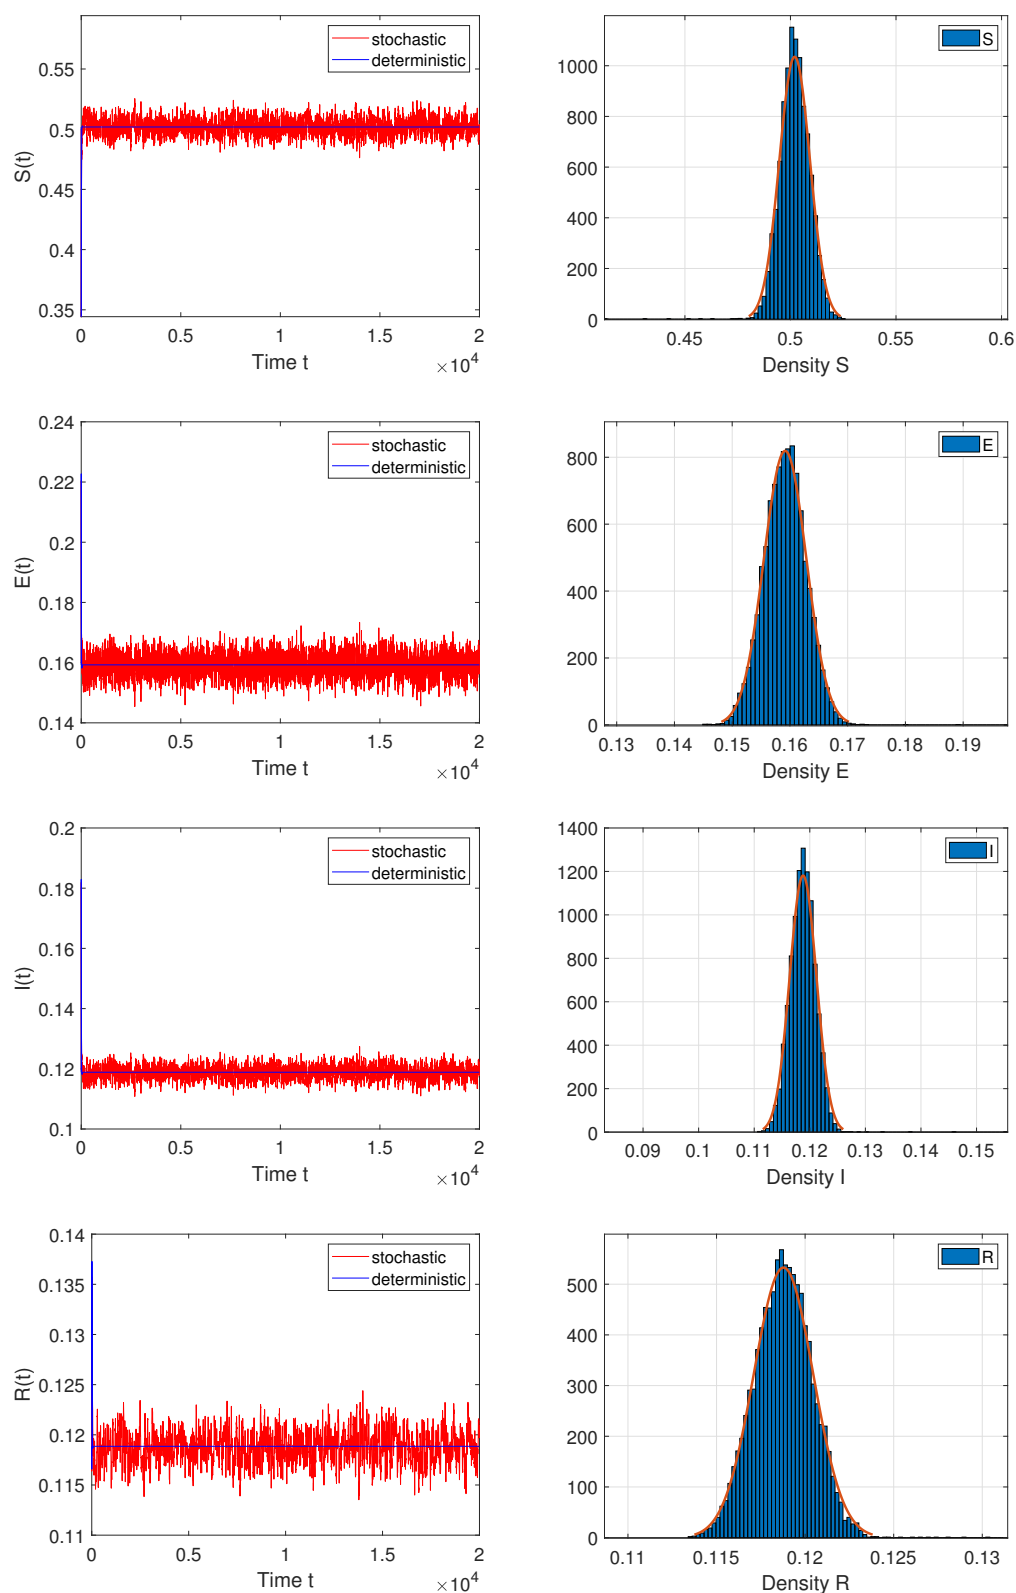 stochastic
deterministic
0.55
0.5
0.45
0.4
0.35
S(t)
0 0.5 1 1.5 2
Time t
×10^4
S
1000
800
600
400
200
0
0.45 0.5 0.55 0.6
Density S
stochastic
deterministic
0.24
0.22
0.2
0.18
0.16
0.14
E(t)
0 0.5 1 1.5 2
Time t
×10^4
E
800
600
400
200
0
0.13 0.14 0.15 0.16 0.17 0.18 0.19
Density E
stochastic
deterministic
0.2
0.18
0.16
0.14
0.12
0.1
I(t)
0 0.5 1 1.5 2
Time t
×10^4
I
1400
1200
1000
800
600
400
200
0
0.09 0.1 0.11 0.12 0.13 0.14 0.15
Density I
stochastic
deterministic
0.14
0.135
0.13
0.125
0.12
0.115
0.11
R(t)
0 0.5 1 1.5 2
Time t
×10^4
R
500
400
300
200
100
0
0.11 0.115 0.12 0.125 0.13
Density R